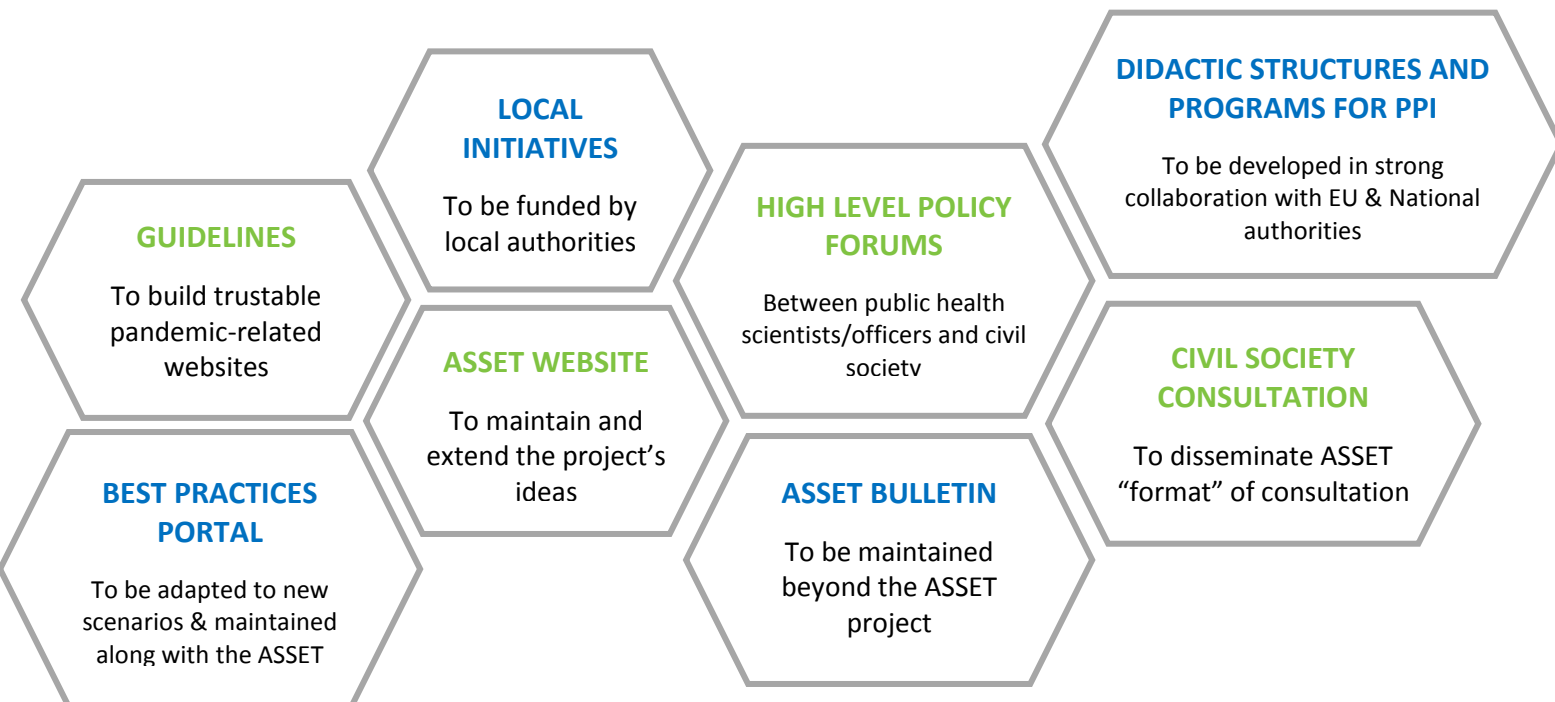 GUIDELINES
To build trustable
pandemic-related
websites
BEST PRACTICES
PORTAL
To be adapted to new
scenarios & maintained
along with the ASSET
LOCAL
INITIATIVES
To be funded by
local authorities
ASSET WEBSITE
To maintain and
extend the project’s
ideas
HIGH LEVEL POLICY
FORUMS
Between public health
scientists/officers and civil
society
ASSET BULLETIN
To be maintained
beyond the ASSET
project
DIDACTIC STRUCTURES AND
PROGRAMS FOR PPI
To be developed in strong
collaboration with EU & National
authorities
CIVIL SOCIETY
CONSULTATION
To disseminate ASSET
“format” of consultation